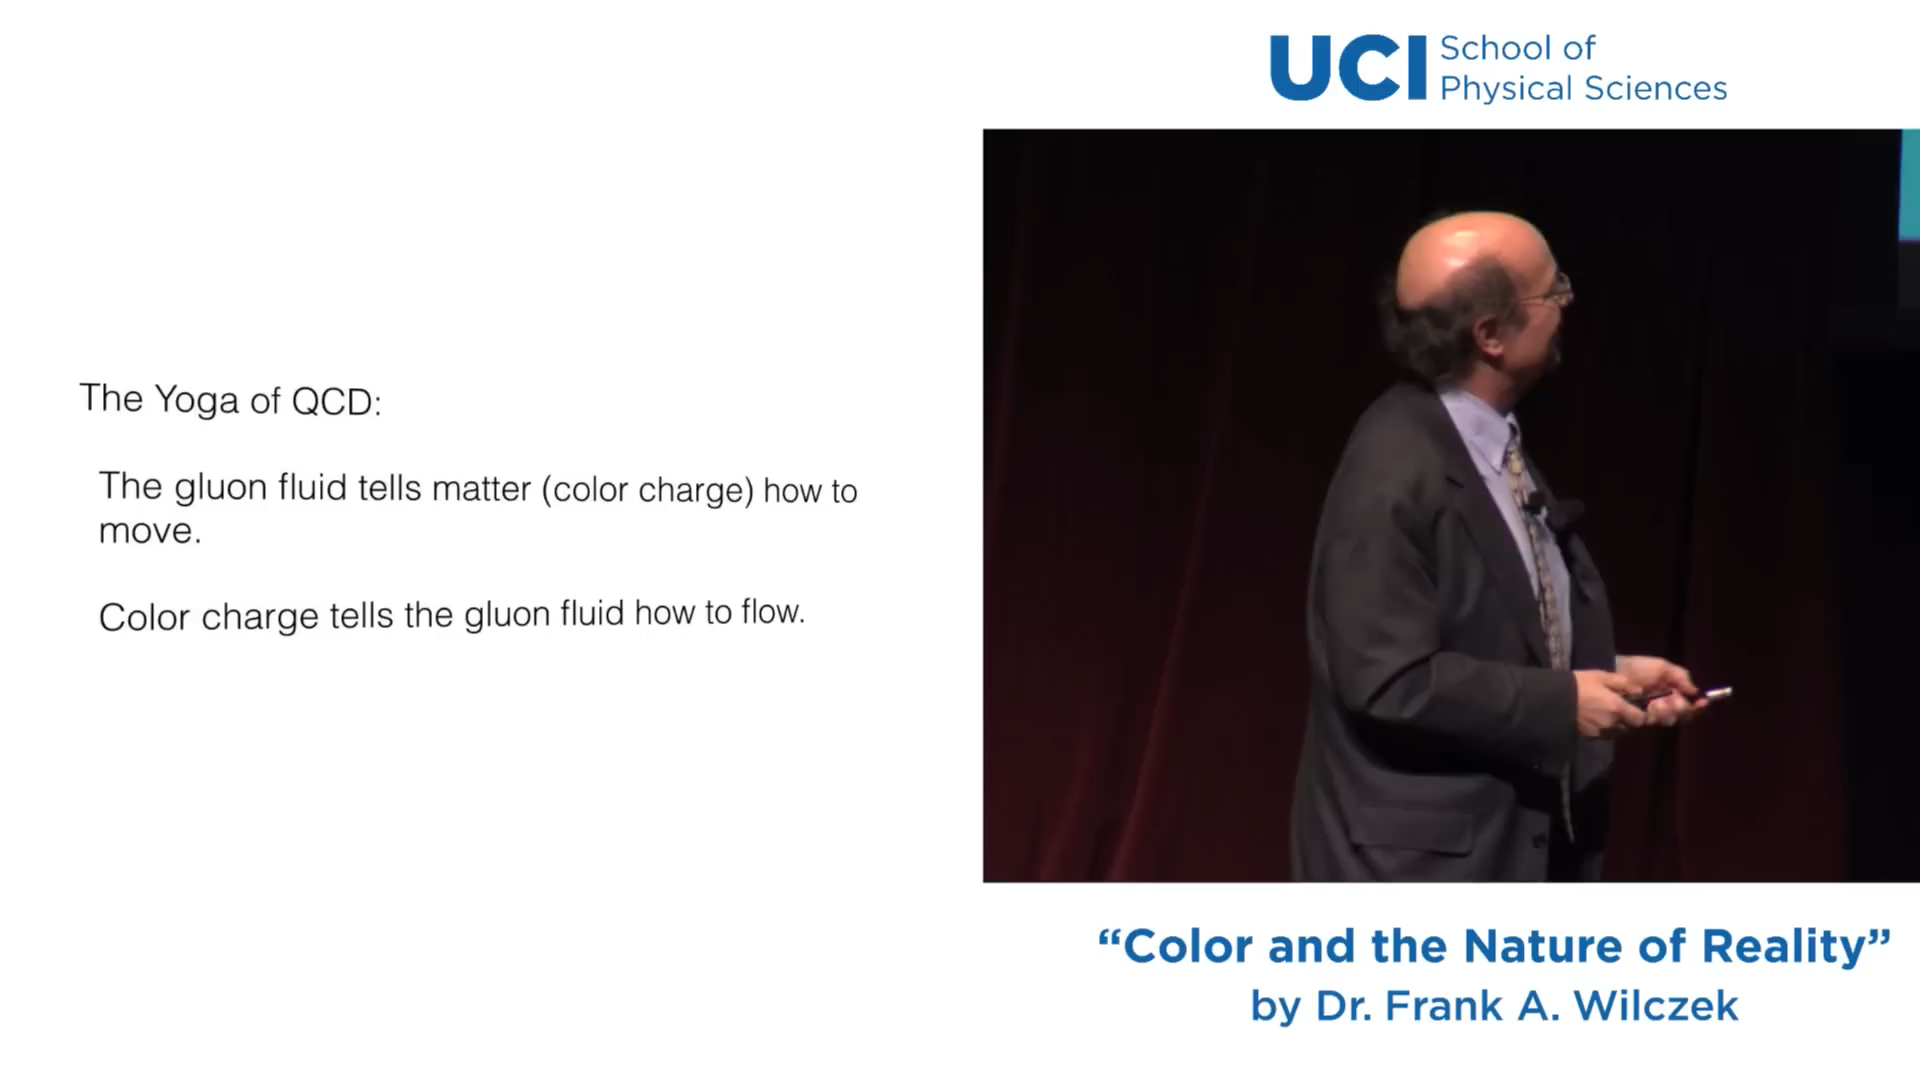 UCI School of
Physical Sciences
The Yoga of QCD:
The gluon fluid tells matter (color charge) how to
move.
Color charge tells the gluon fluid how to flow.
“Color and the Nature of Reality”
by Dr. Frank A. Wilczek